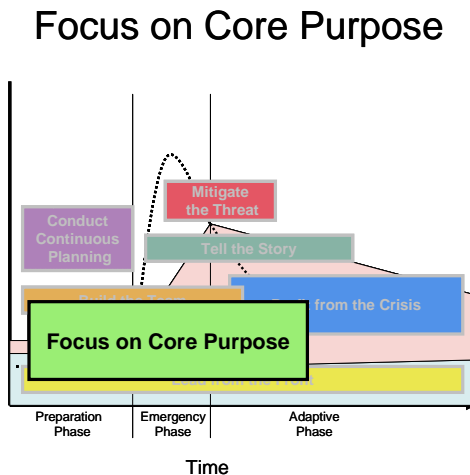 Focus on Core Purpose
Mitigate
the Threat
Conduct
Continuous
Planning
Tell the Story
from the Crisis
Focus on Core Purpose
Lead from the Front
Preparation
Phase
Emergency
Phase
Adaptive
Phase
Time